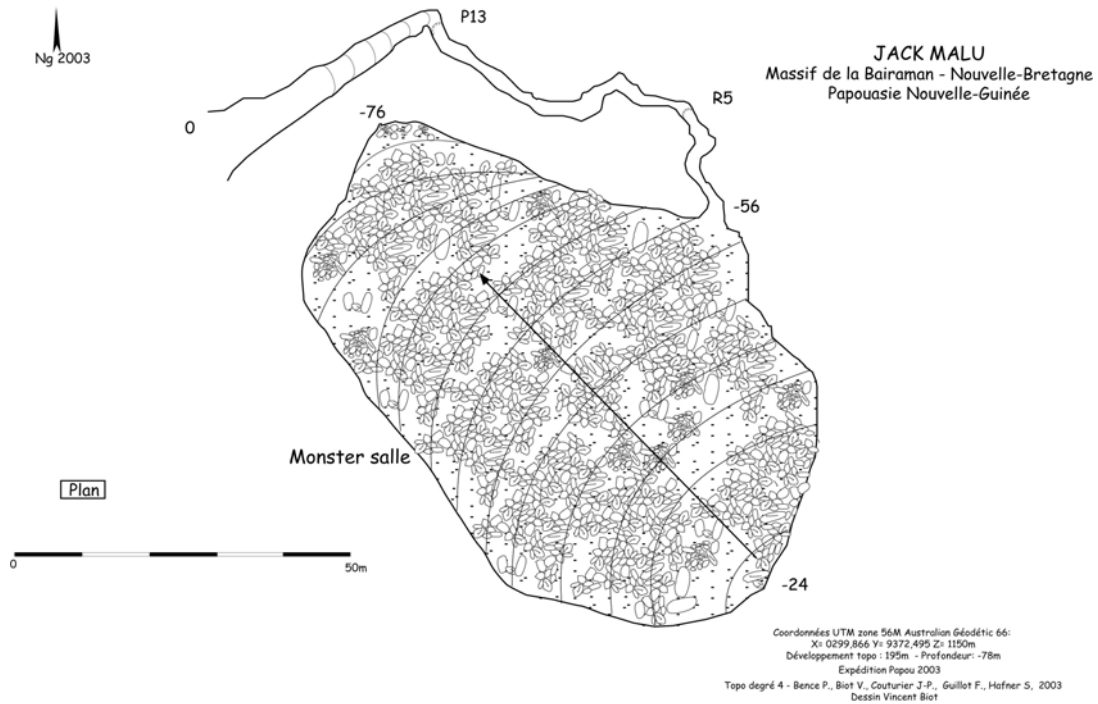 Ng 2003
P13
JACK MALU
Massif de la Bairaman - Nouvelle-Bretagne
Papouasie Nouvelle-Guinée
R5
0
-76
-56
Monster salle
Plan
0
50m
-24
Coordonnées UTM zone 56M Australian Géodétic 66:
X= 0299,866 Y= 9372,495 Z= 1150m
Développement topo : 195m - Profondeur: -78m
Expédition Papou 2003
Topo degré 4 - Bence P., Biot V., Couturier J-P., Guillot F., Hafner S, 2003
Dessin Vincent Biot